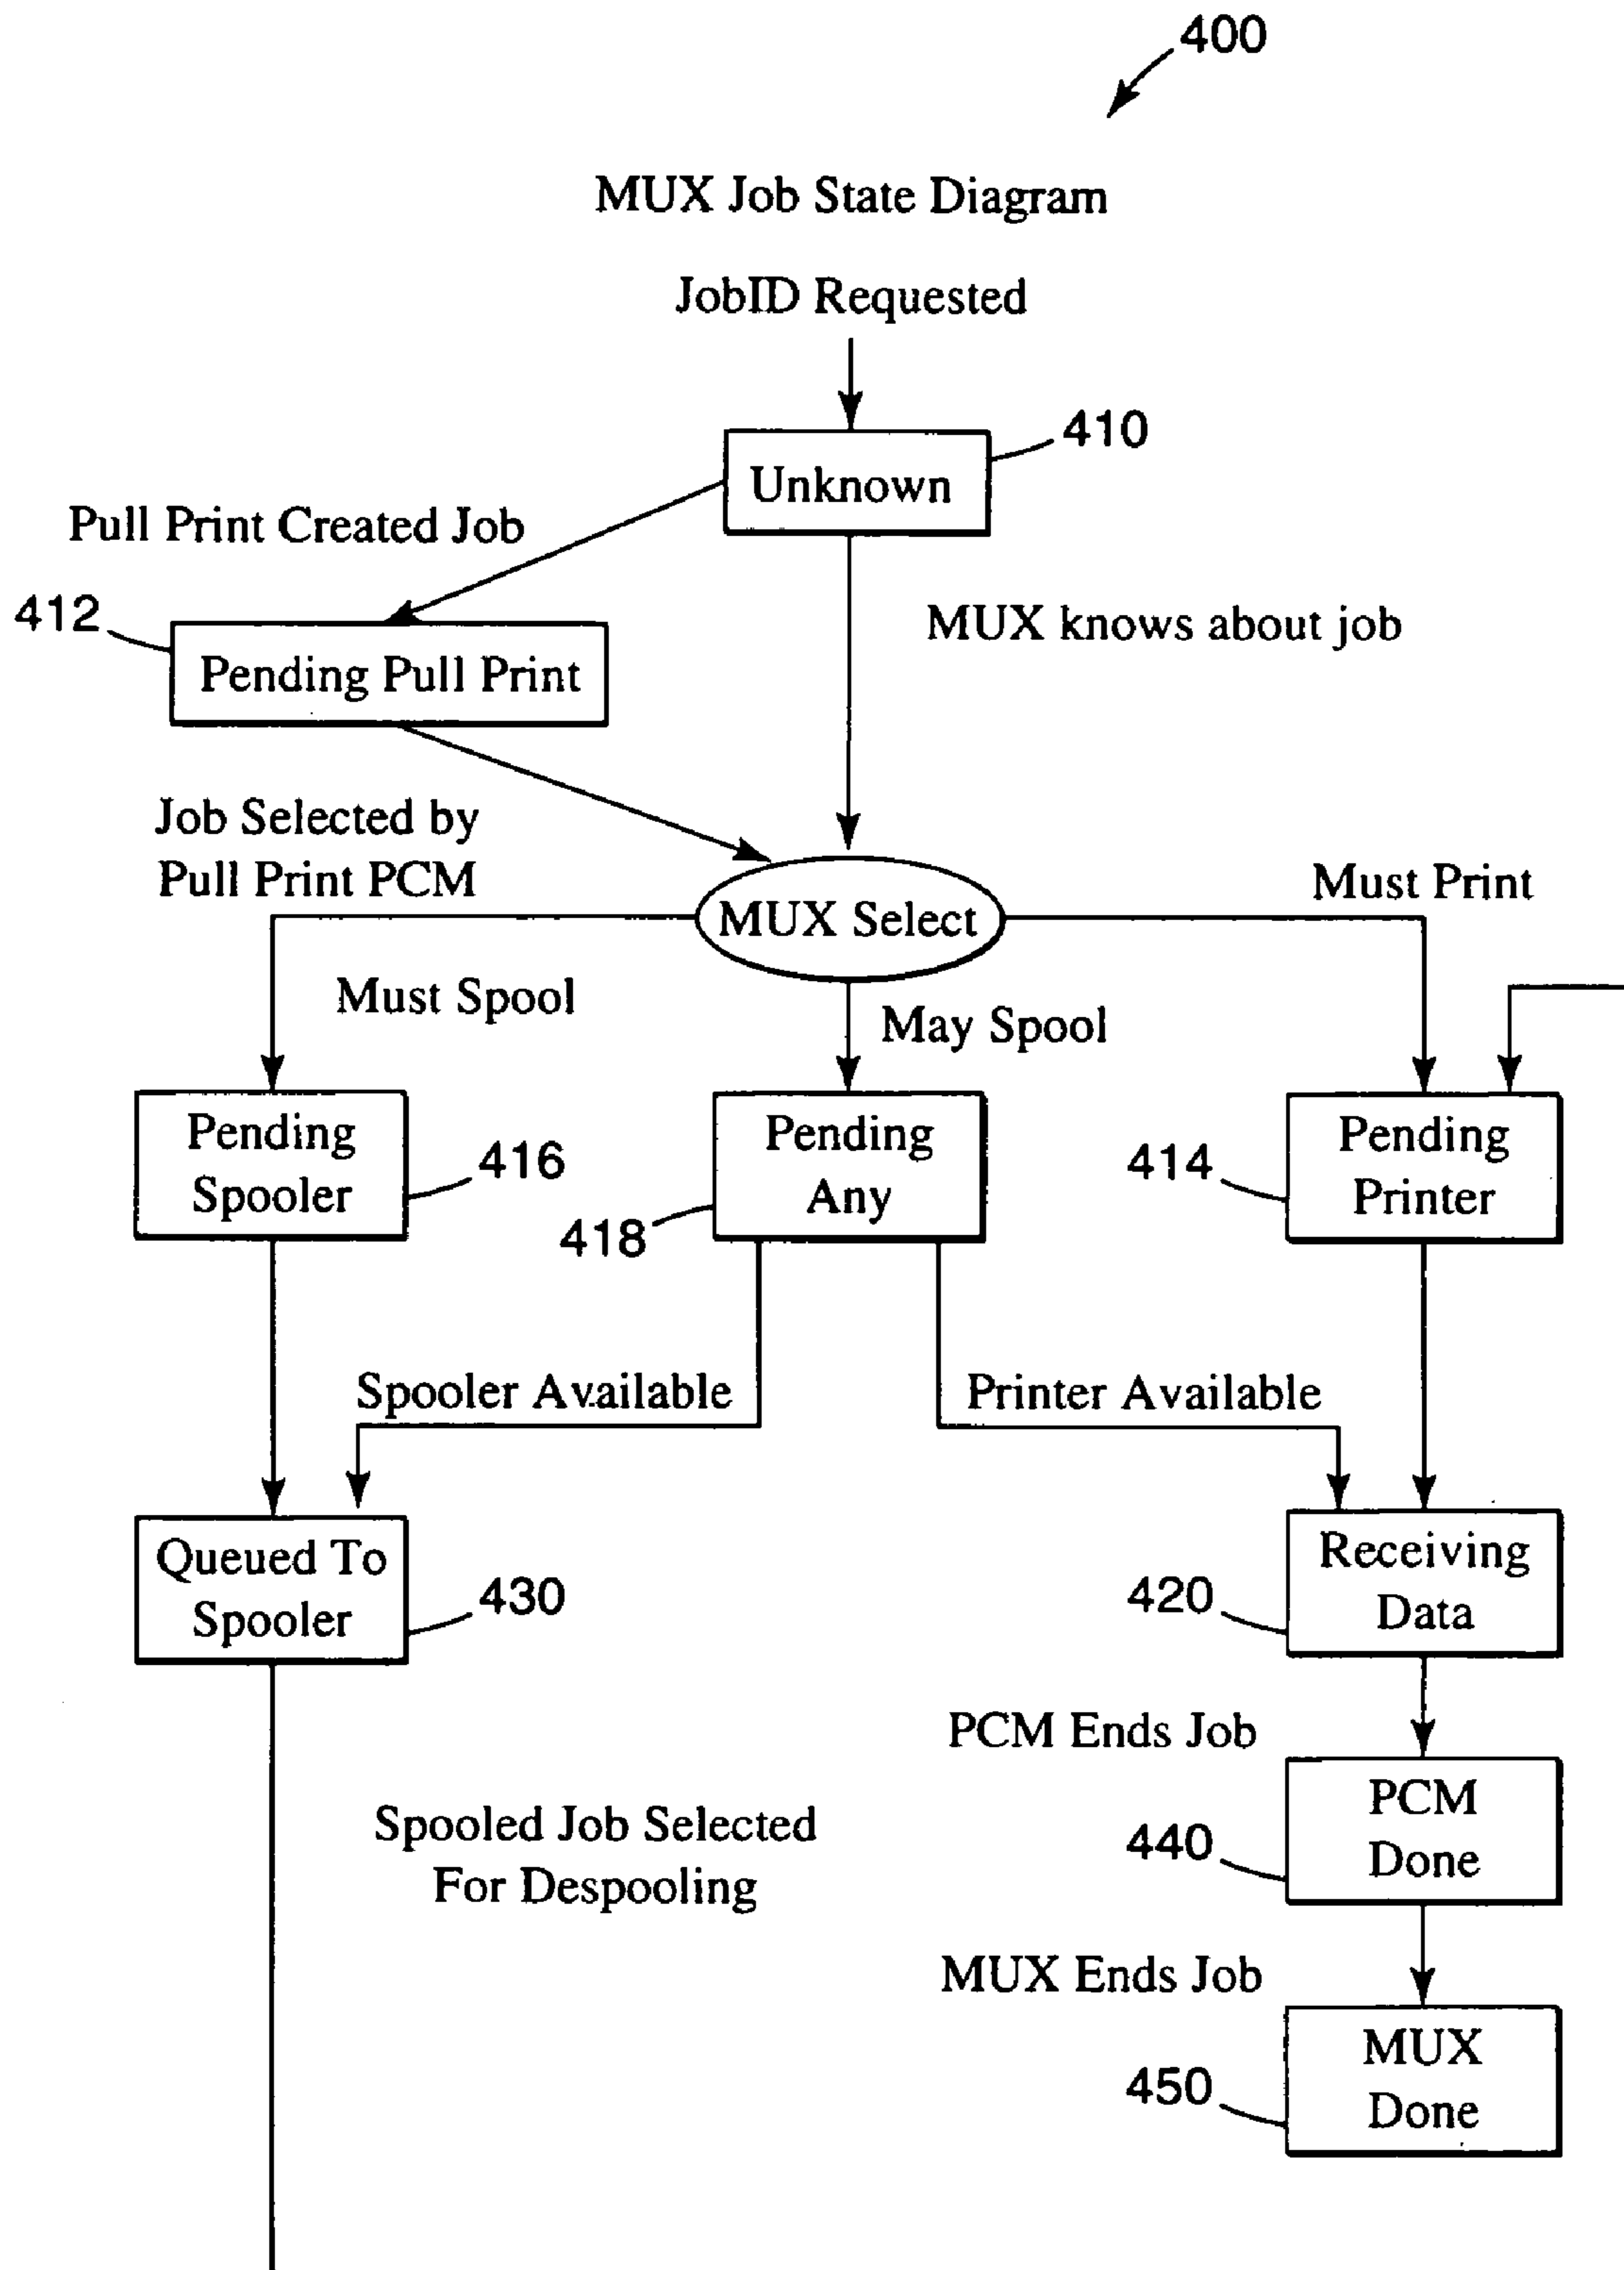 400
MUX Job State Diagram
JobID Requested
410
Unknown
Pull Print Created Job
412
MUX knows about job
Pending Pull Print
Job Selected by
Pull Print PCM
Must Print
MUX Select
Must Spool
May Spool
Pending
Spooler
416
Pending
Any
418
414
Pending
Printer
Spooler Available
Printer Available
Queued To
Spooler
430
420
Receiving
Data
PCM Ends Job
Spooled Job Selected
For Despooling
440
PCM
Done
MUX Ends Job
450
MUX
Done